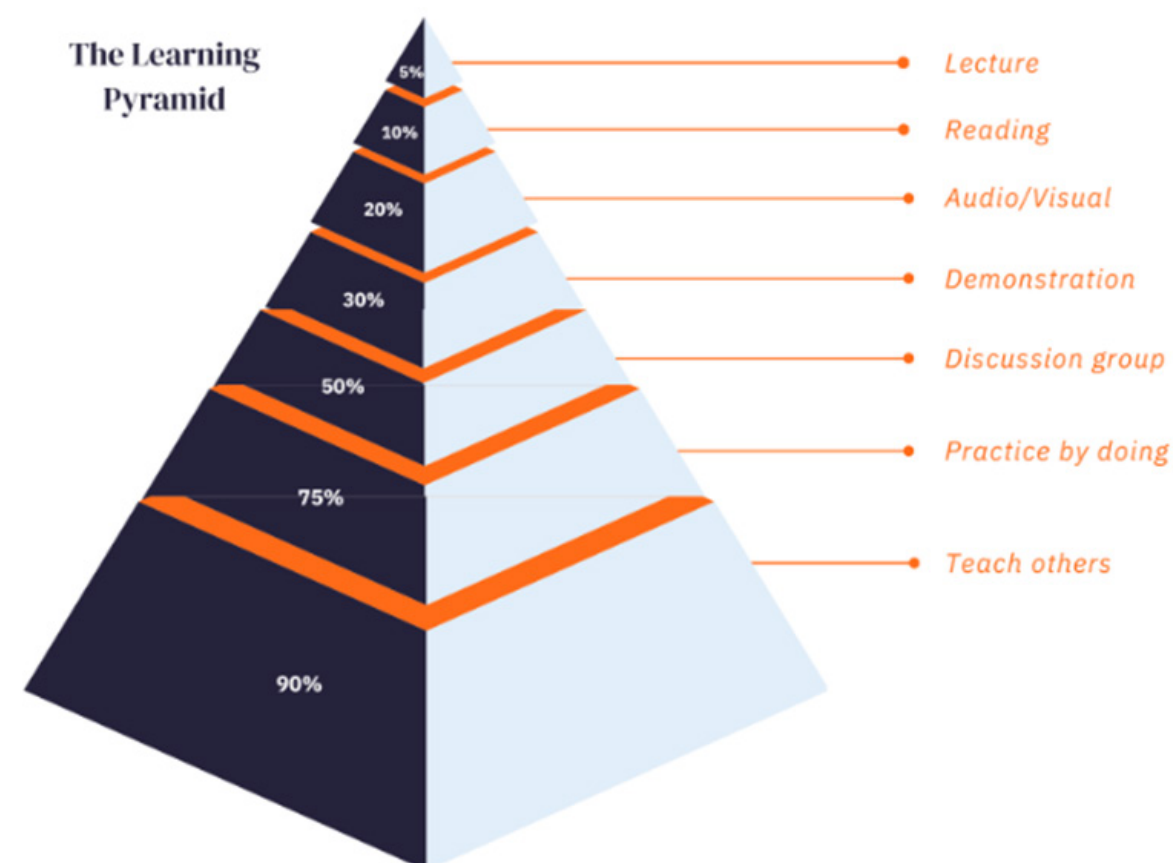 The Learning
Pyramid
5%
Lecture
10%
Reading
20%
Audio/Visual
30%
Demonstration
50%
Discussion group
75%
Practice by doing
90%
Teach others